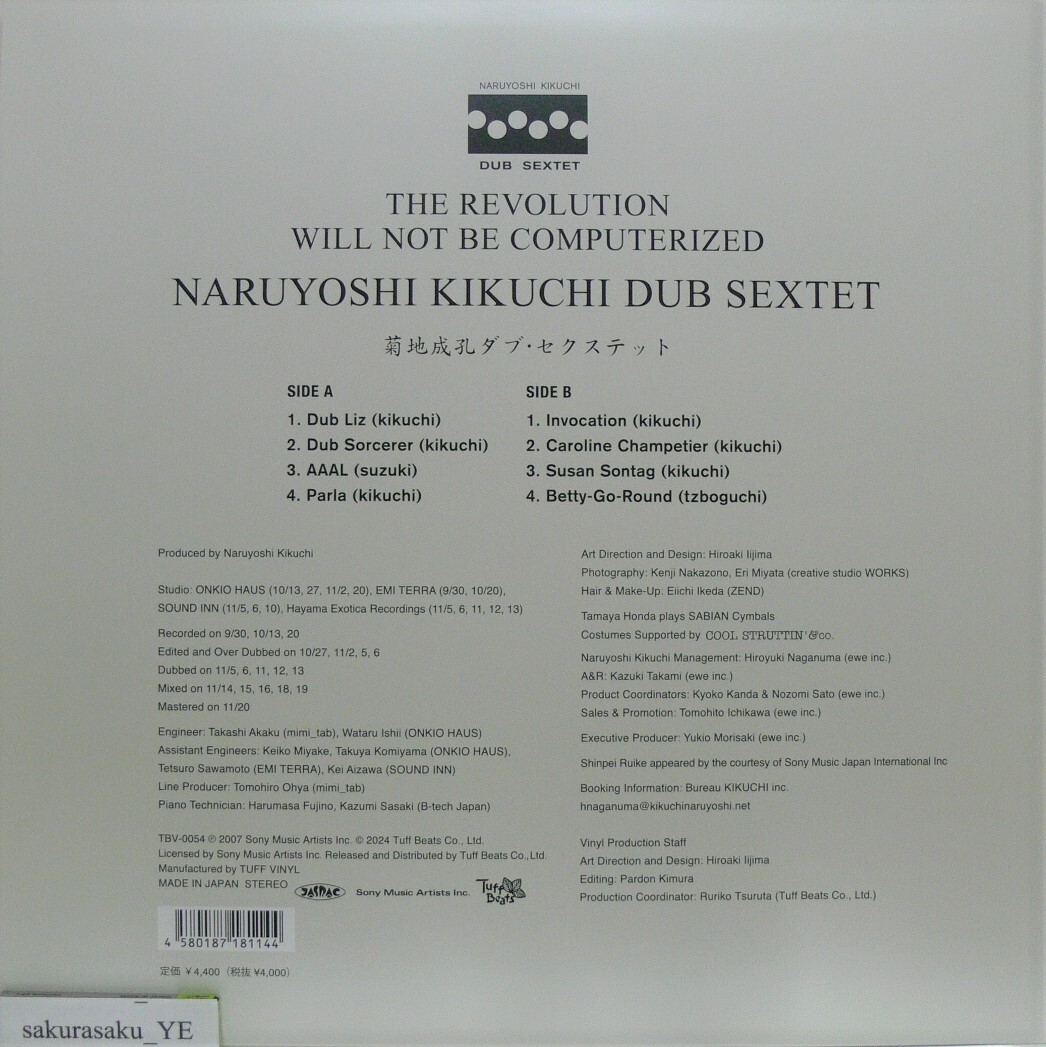 NARUYOSHI KIKUCHI
DUB SEXTET
THE REVOLUTION
WILL NOT BE COMPUTERIZED
NARUYOSHI KIKUCHI DUB SEXTET
菊地成孔ダブ・セクステット
SIDE A
1. Dub Liz (kikuchi)
2. Dub Sorcerer (kikuchi)
3. AAAL (suzuki)
4. Parla (kikuchi)
SIDE B
1. Invocation (kikuchi)
2. Caroline Champetier (kikuchi)
3. Susan Sontag (kikuchi)
4. Betty-Go-Round (tzboguchi)
Produced by Naruyoshi Kikuchi
Studio: ONKIO HAUS (10/13, 27, 11/2, 20), EMI TERRA (9/30, 10/20),
SOUND INN (11/5, 6, 10), Hayama Exotica Recordings (11/5, 6, 11, 12, 13)
Recorded on 9/30, 10/13, 20
Edited and Over Dubbed on 10/27, 11/2, 5, 6
Dubbed on 11/5, 6, 11, 12, 13
Mixed on 11/14, 15, 16, 18, 19
Mastered on 11/20
Engineer: Takashi Akaku (mimi_tab), Wataru Ishii (ONKIO HAUS)
Assistant Engineers: Keiko Miyake, Takuya Komiyama (ONKIO HAUS),
Tetsuro Sawamoto (EMI TERRA), Kei Aizawa (SOUND INN)
Line Producer: Tomohiro Ohya (mimi_tab)
Piano Technician: Harumasa Fujino, Kazumi Sasaki (B-tech Japan)
TBV-0054 ℗ 2007 Sony Music Artists Inc. © 2024 Tuff Beats Co., Ltd.
Licensed by Sony Music Artists Inc. Released and Distributed by Tuff Beats Co.,Ltd.
Manufactured by TUFF VINYL
MADE IN JAPAN STEREO
JASRAC
Sony Music Artists Inc.
Tuff Beats
4 580187 181144
定価 ¥4,400（税抜 ¥4,000）
Art Direction and Design: Hiroaki Iijima
Photography: Kenji Nakazono, Eri Miyata (creative studio WORKS)
Hair & Make-Up: Eiichi Ikeda (ZEND)
Tamaya Honda plays SABIAN Cymbals
Costumes Supported by COOL STRUTTIN'&co.
Naruyoshi Kikuchi Management: Hiroyuki Naganuma (ewe inc.)
A&R: Kazuki Takami (ewe inc.)
Product Coordinators: Kyoko Kanda & Nozomi Sato (ewe inc.)
Sales & Promotion: Tomohito Ichikawa (ewe inc.)
Executive Producer: Yukio Morisaki (ewe inc.)
Shinpei Ruike appeared by the courtesy of Sony Music Japan International Inc
Booking Information: Bureau KIKUCHI inc.
hnaganuma@kikuchinaruyoshi.net
Vinyl Production Staff
Art Direction and Design: Hiroaki Iijima
Editing: Pardon Kimura
Production Coordinator: Ruriko Tsuruta (Tuff Beats Co., Ltd.)
sakurasaku_YE